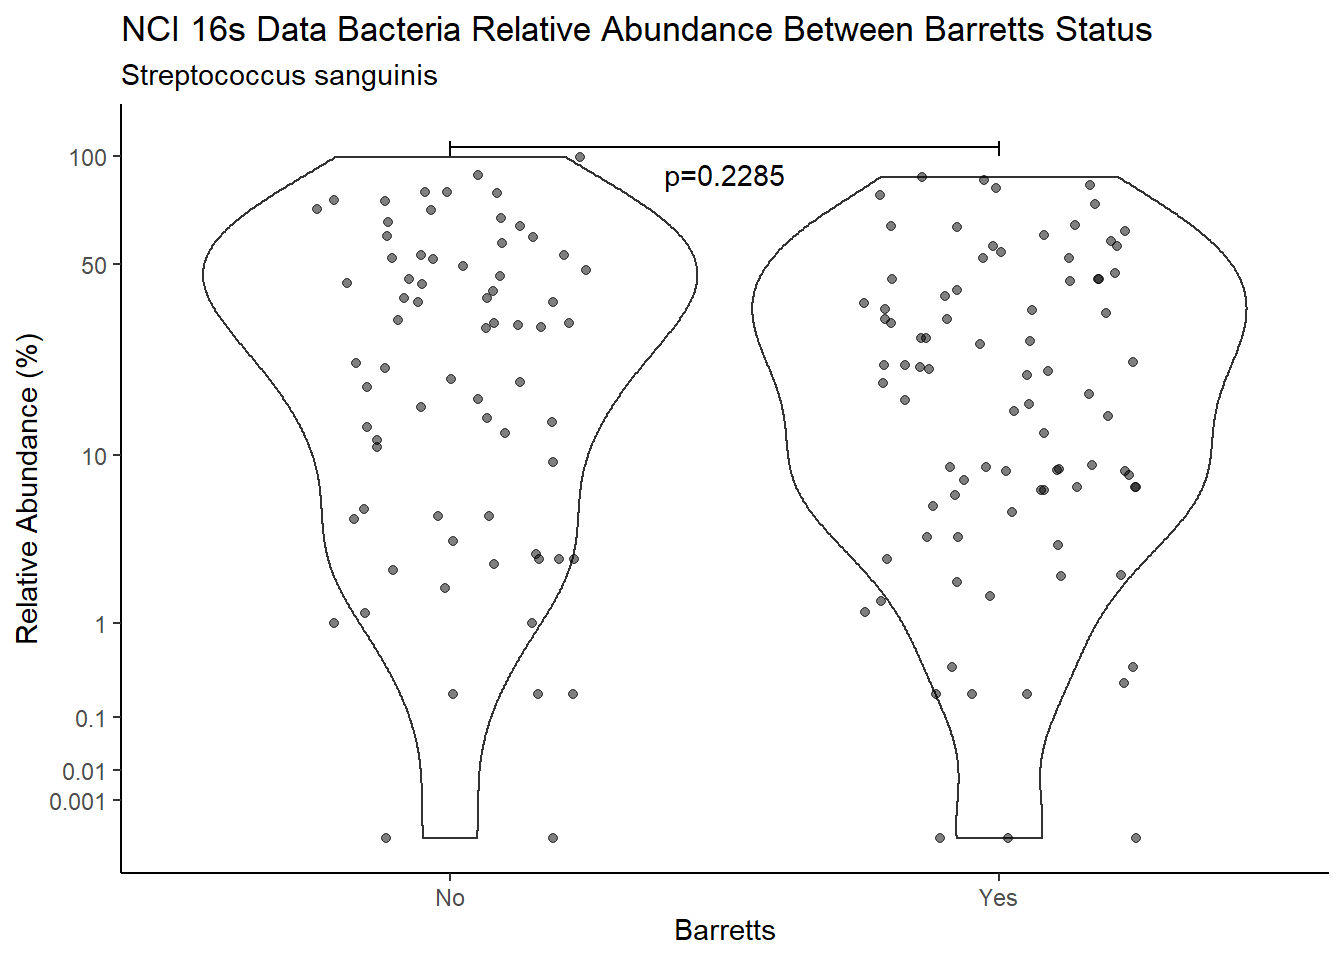 NCI 16s Data Bacteria Relative Abundance Between Barretts Status
Streptococcus sanguinis
p=0.2285
Relative Abundance (%)
100
50
10
1
0.1
0.01
0.001
No
Yes
Barretts